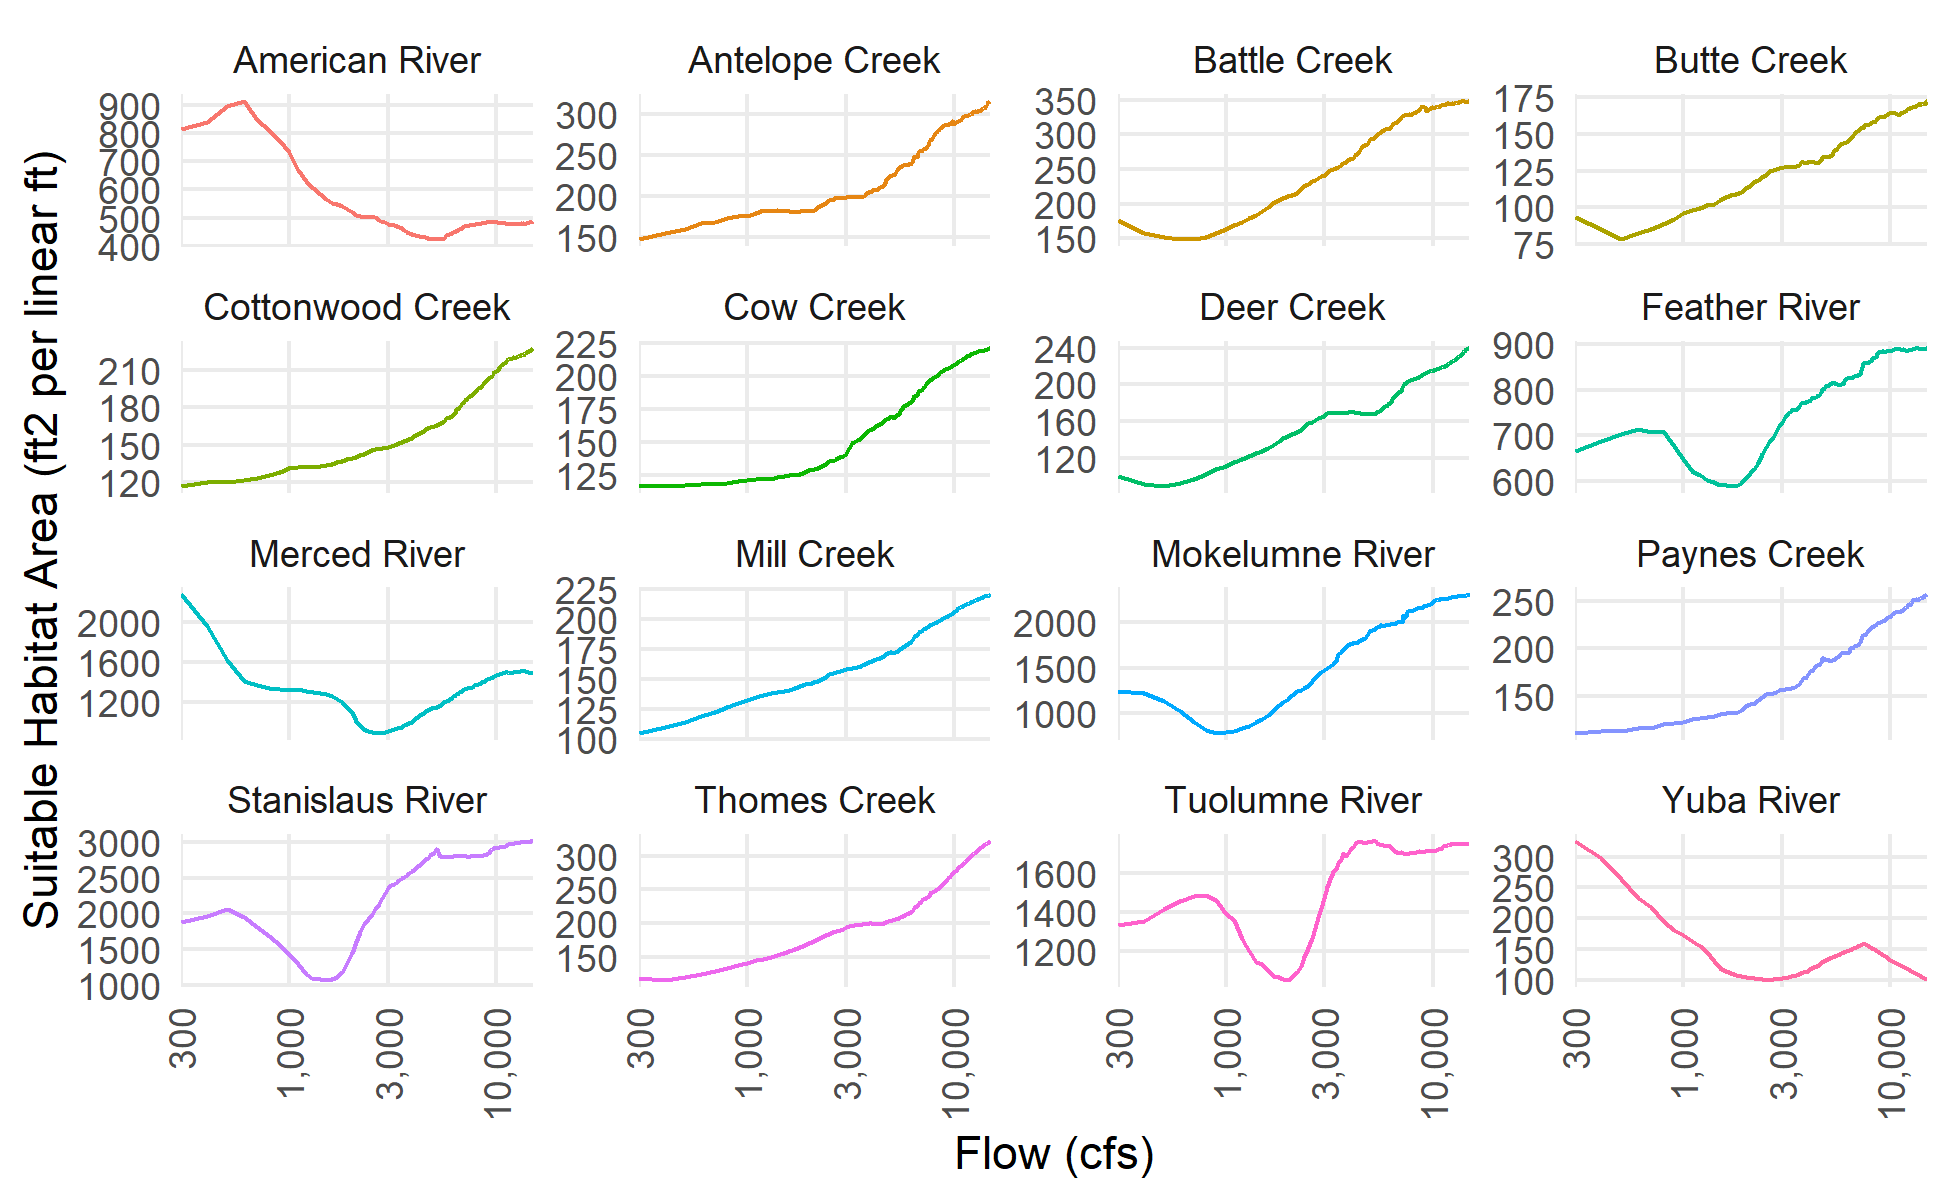 American River Antelope Creek Battle Creek Butte Creek
900 800 700 600 500 400
300 250 200 150
350 300 250 200 150
175 150 125 100 75
Cottonwood Creek Cow Creek Deer Creek Feather River
210 180 150 120
225 200 175 150 125
240 200 160 120
900 800 700 600
Merced River Mill Creek Mokelumne River Paynes Creek
2000 1600 1200
225 200 175 150 125 100
2000 1500 1000
250 200 150
Stanislaus River Thomes Creek Tuolumne River Yuba River
3000 2500 2000 1500 1000
300 250 200 150
1600 1400 1200
300 250 200 150 100
300 1,000 3,000 10,000
300 1,000 3,000 10,000
300 1,000 3,000 10,000
300 1,000 3,000 10,000
Flow (cfs)
Suitable Habitat Area (ft2 per linear ft)